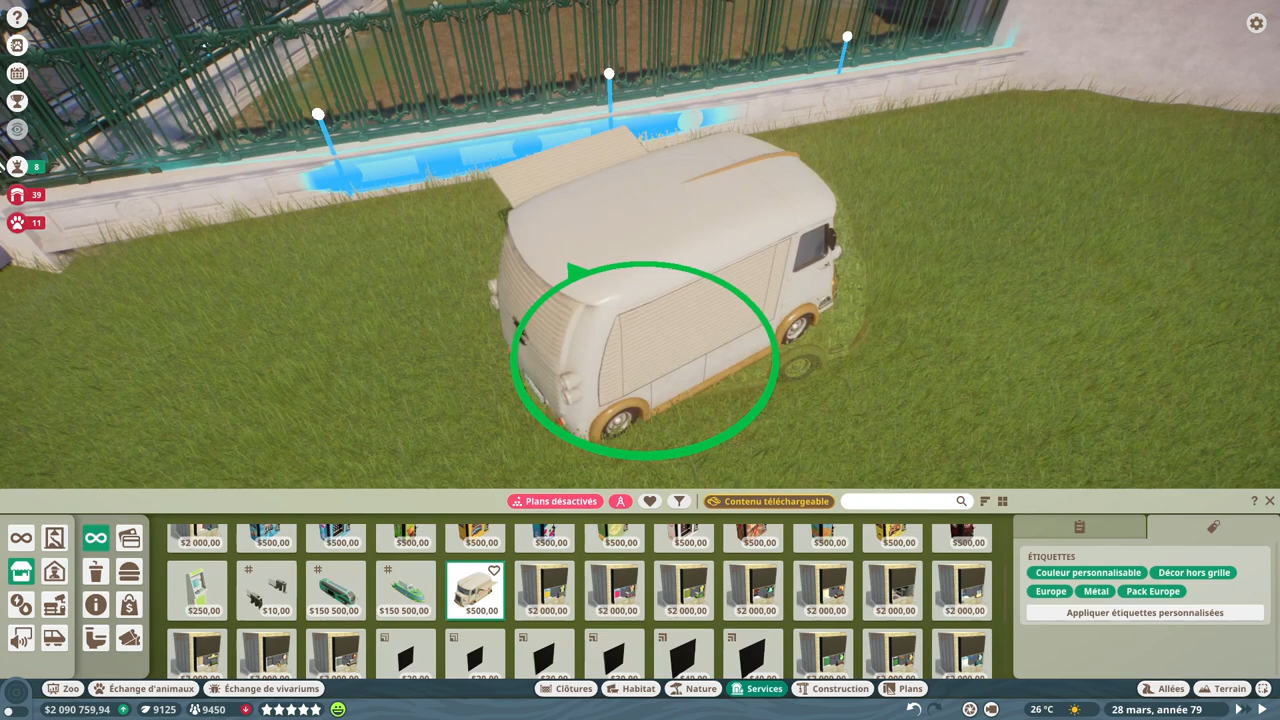 8
39
11
Plans désactivés
Contenu téléchargeable
$2 000,00 $500,00 $500,00 $500,00 $500,00 $500,00 $500,00 $500,00 $500,00 $500,00 $500,00 $500,00
$250,00 $10,00 $150 500,00 $150 500,00 $500,00 $2 000,00 $2 000,00 $2 000,00 $2 000,00 $2 000,00 $2 000,00 $2 000,00
ÉTIQUETTES
Couleur personnalisable Décor hors grille
Europe Métal Pack Europe
Appliquer étiquettes personnalisées
Zoo Échange d'animaux Échange de vivariums Clôtures Habitat Nature Services Construction Plans Allées Terrain
$2 090 759,94 9125 9450 26 °C 28 mars, année 79